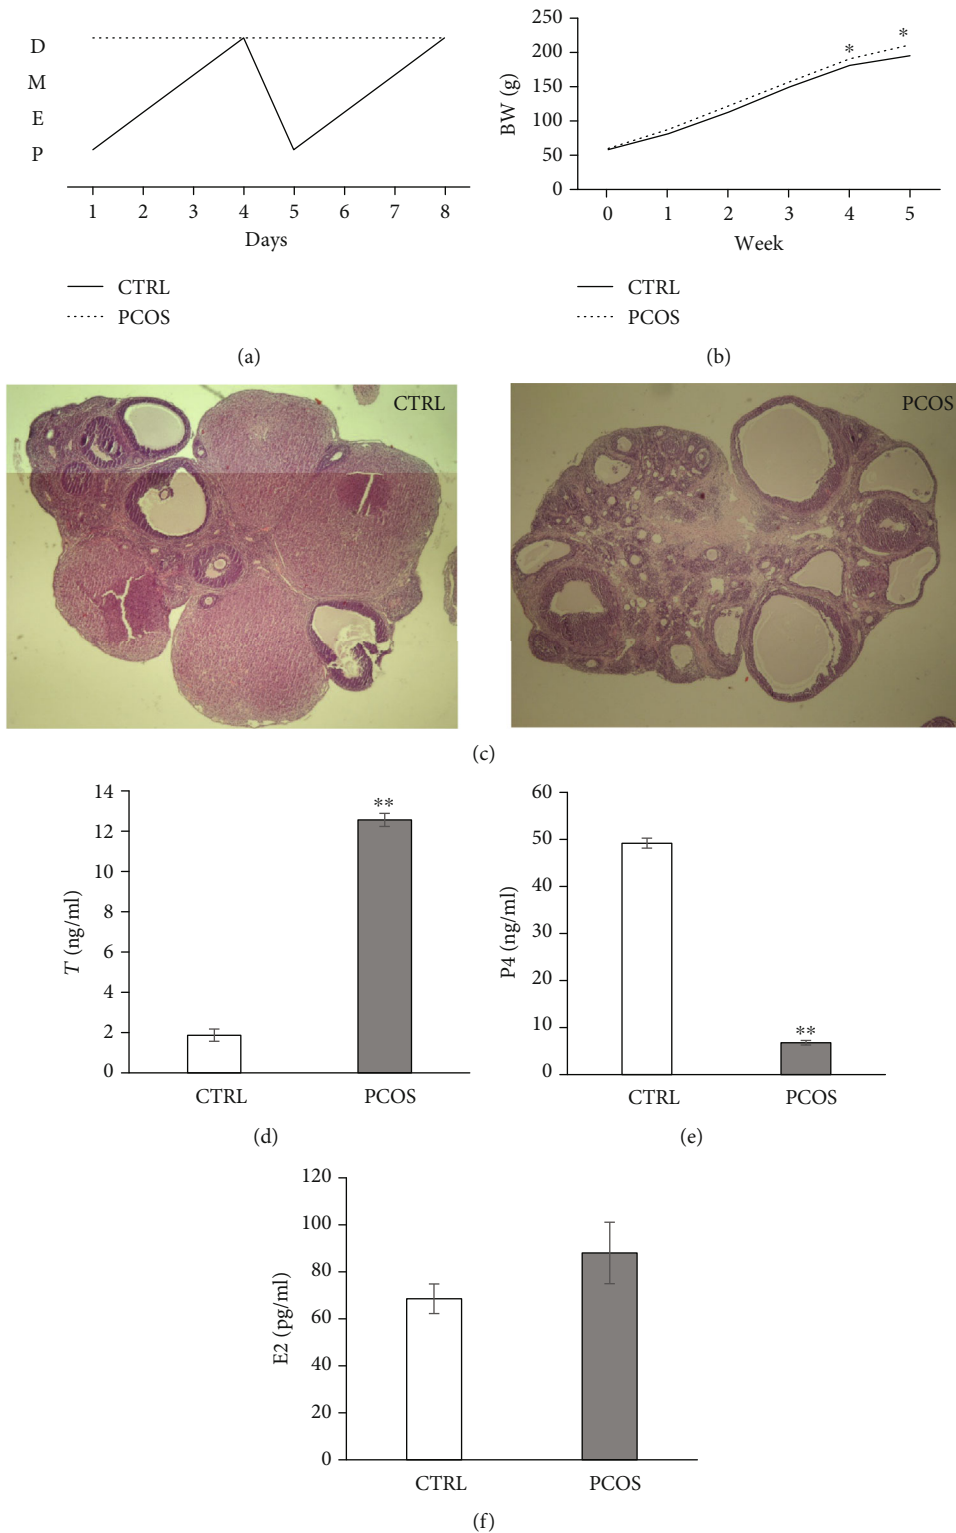 D
M
E
P
1 2 3 4 5 6 7 8
Days
CTRL
PCOS
(a)
250
200
150
100
50
0
BW (g)
* *
0 1 2 3 4 5
Week
CTRL
PCOS
(b)
CTRL
PCOS
(c)
14
12
10
8
6
4
2
0
T (ng/ml)
**
CTRL PCOS
(d)
60
50
40
30
20
10
0
P4 (ng/ml)
**
CTRL PCOS
(e)
120
100
80
60
40
20
0
E2 (pg/ml)
CTRL PCOS
(f)